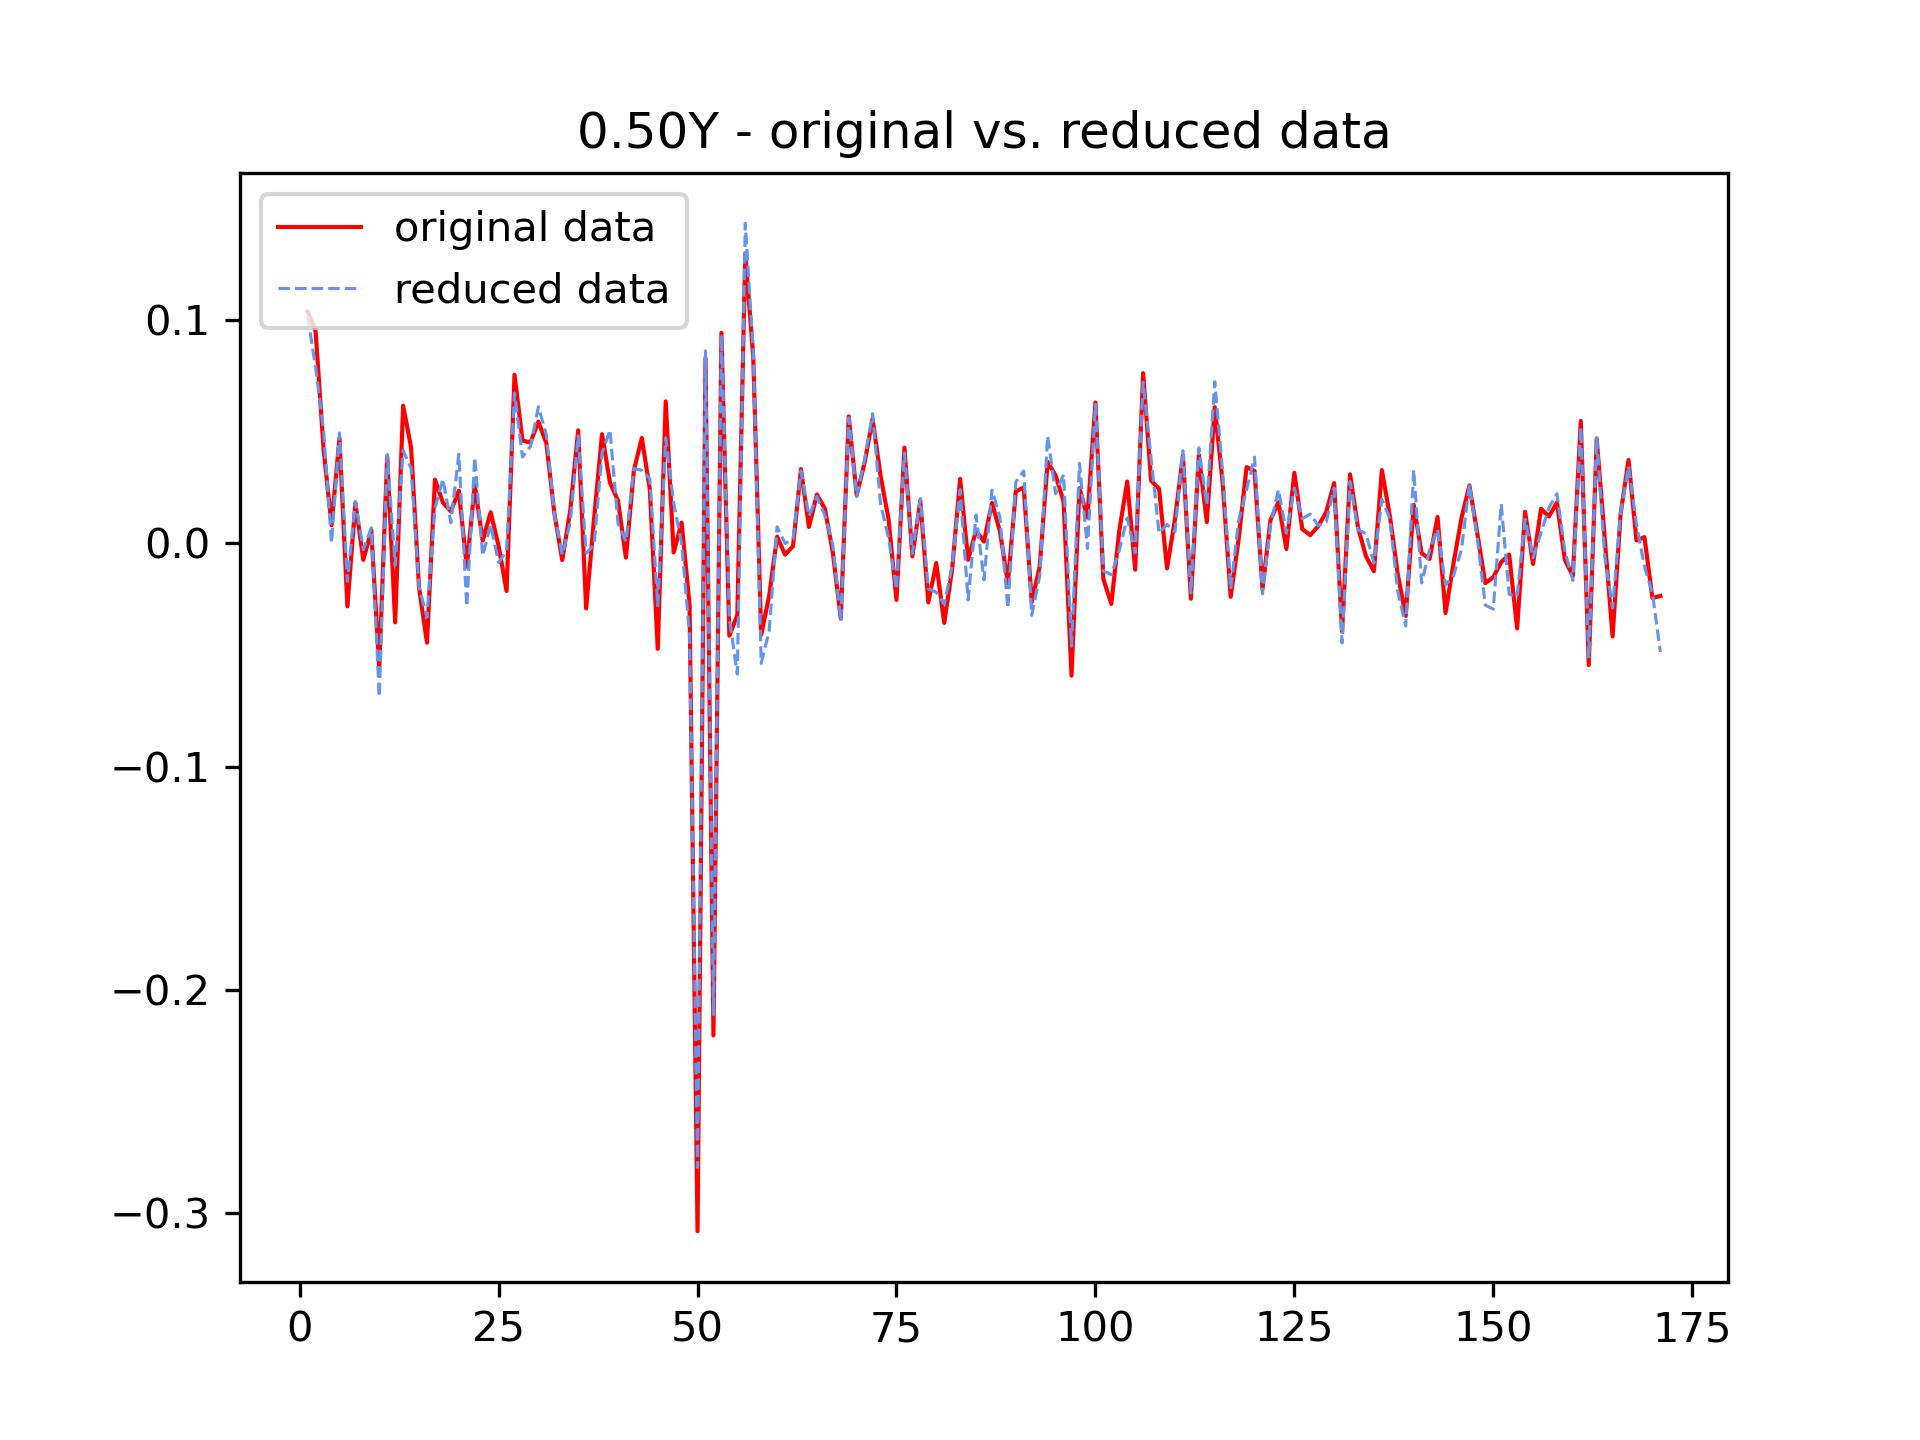 0.50Y - original vs. reduced data
original data
reduced data
0.1
0.0
−0.1
−0.2
−0.3
0 25 50 75 100 125 150 175